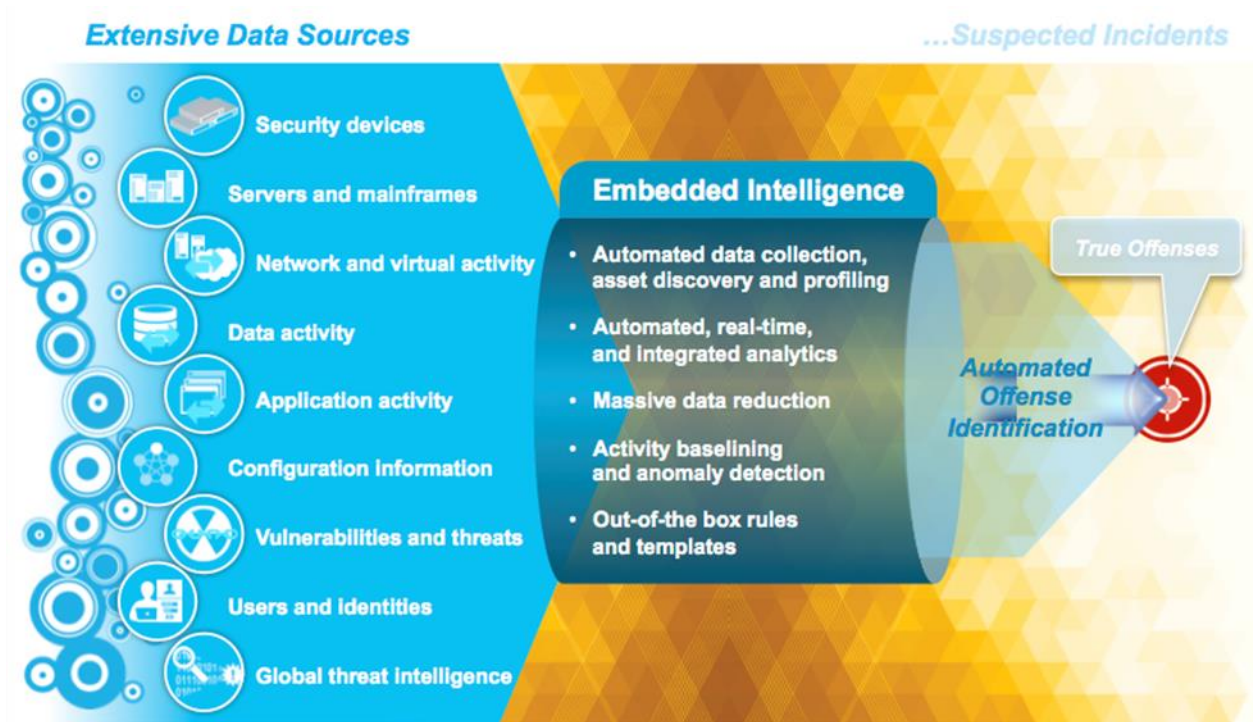 Extensive Data Sources
...Suspected Incidents
Security devices
Servers and mainframes
Network and virtual activity
Data activity
Application activity
Configuration information
Vulnerabilities and threats
Users and identities
Global threat intelligence
Embedded Intelligence
• Automated data collection,
asset discovery and profiling
• Automated, real-time,
and integrated analytics
• Massive data reduction
• Activity baselining
and anomaly detection
• Out-of-the box rules
and templates
Automated
Offense
Identification
True Offenses